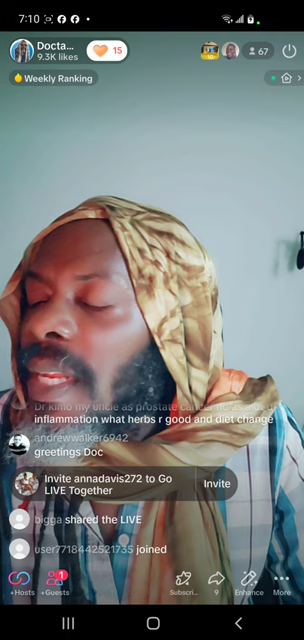 7:10
Docta...
9.3K likes
15
67
Weekly Ranking
Dr kimo my uncle as prostate cancer
inflammation what herbs r good and diet change
andrewwalker6942
greetings Doc
Invite annadavis272 to Go
LIVE Together
Invite
bigga shared the LIVE
user7718442521735 joined
1
+Hosts
+Guests
Subscri...
9
Enhance
More